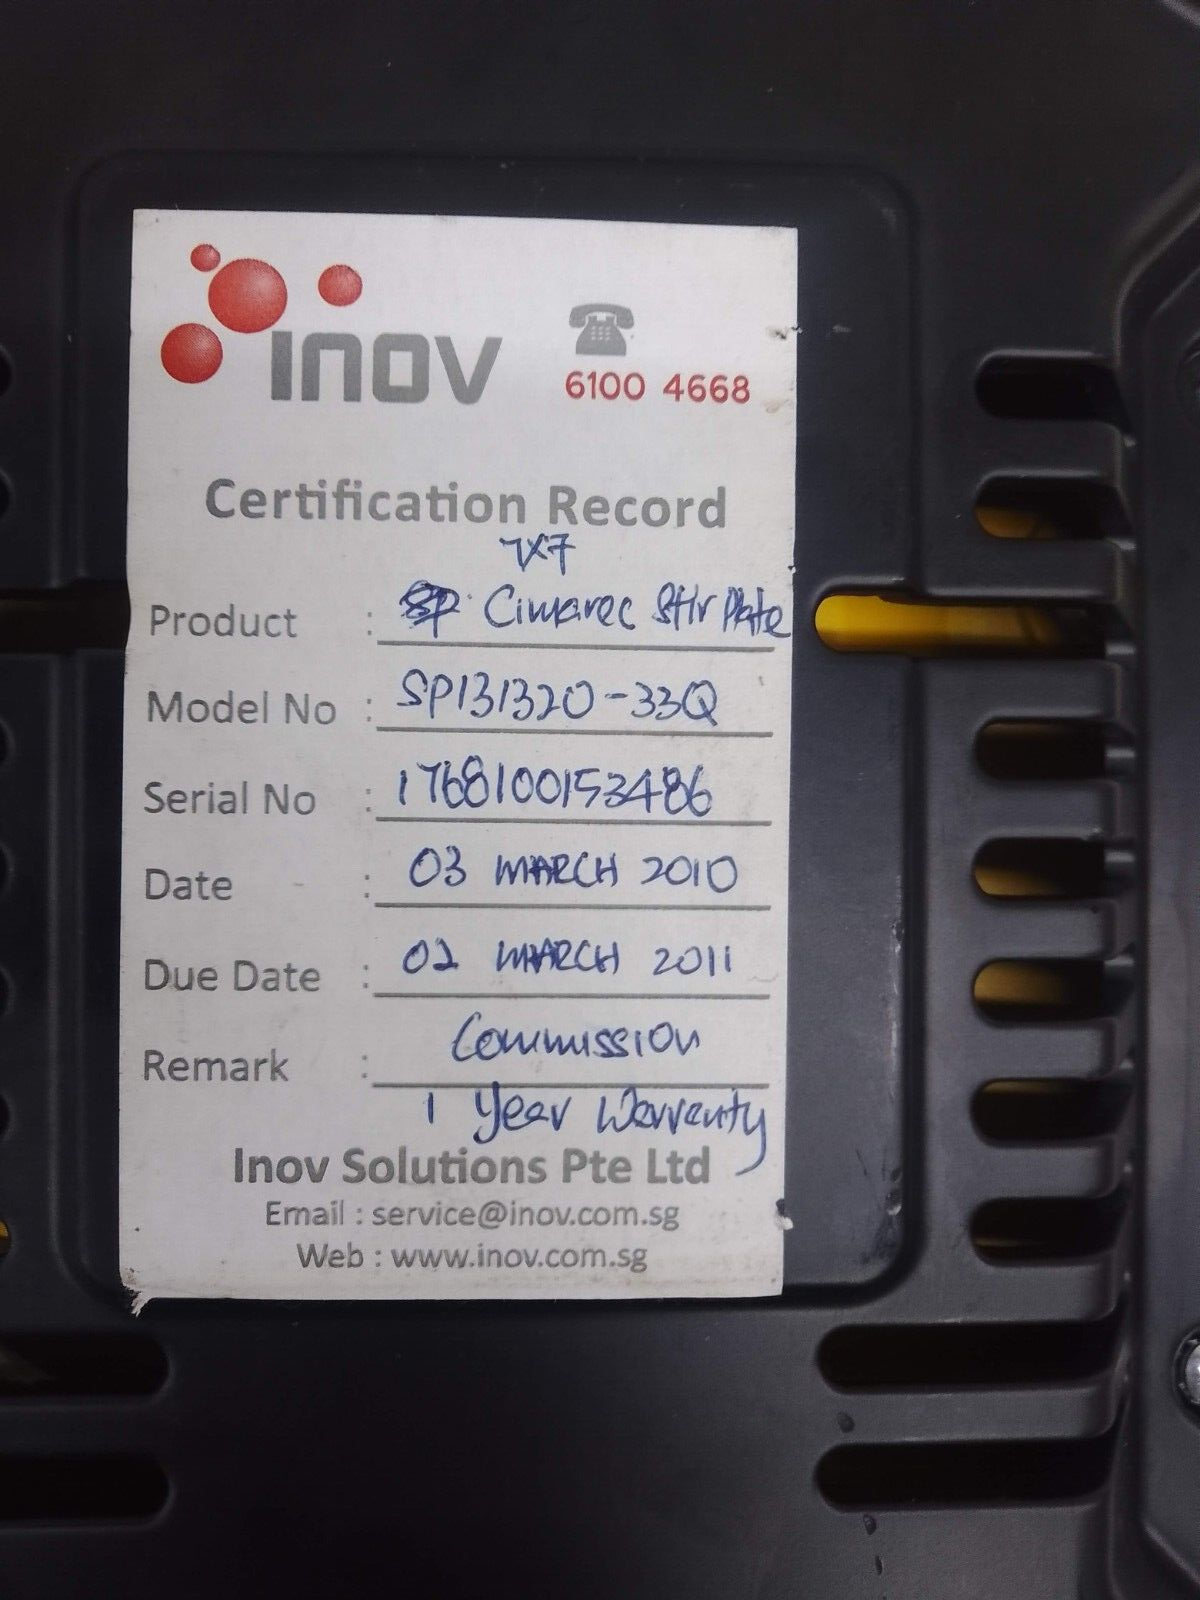 inov
6100 4668
Certification Record
7x7
Product : Cimarec Stir Plate
Model No : SP131320-33Q
Serial No : 1768100153486
Date : 03 MARCH 2010
Due Date : 02 MARCH 2011
Remark : Commission
1 Year Warranty
Inov Solutions Pte Ltd
Email : service@inov.com.sg
Web : www.inov.com.sg